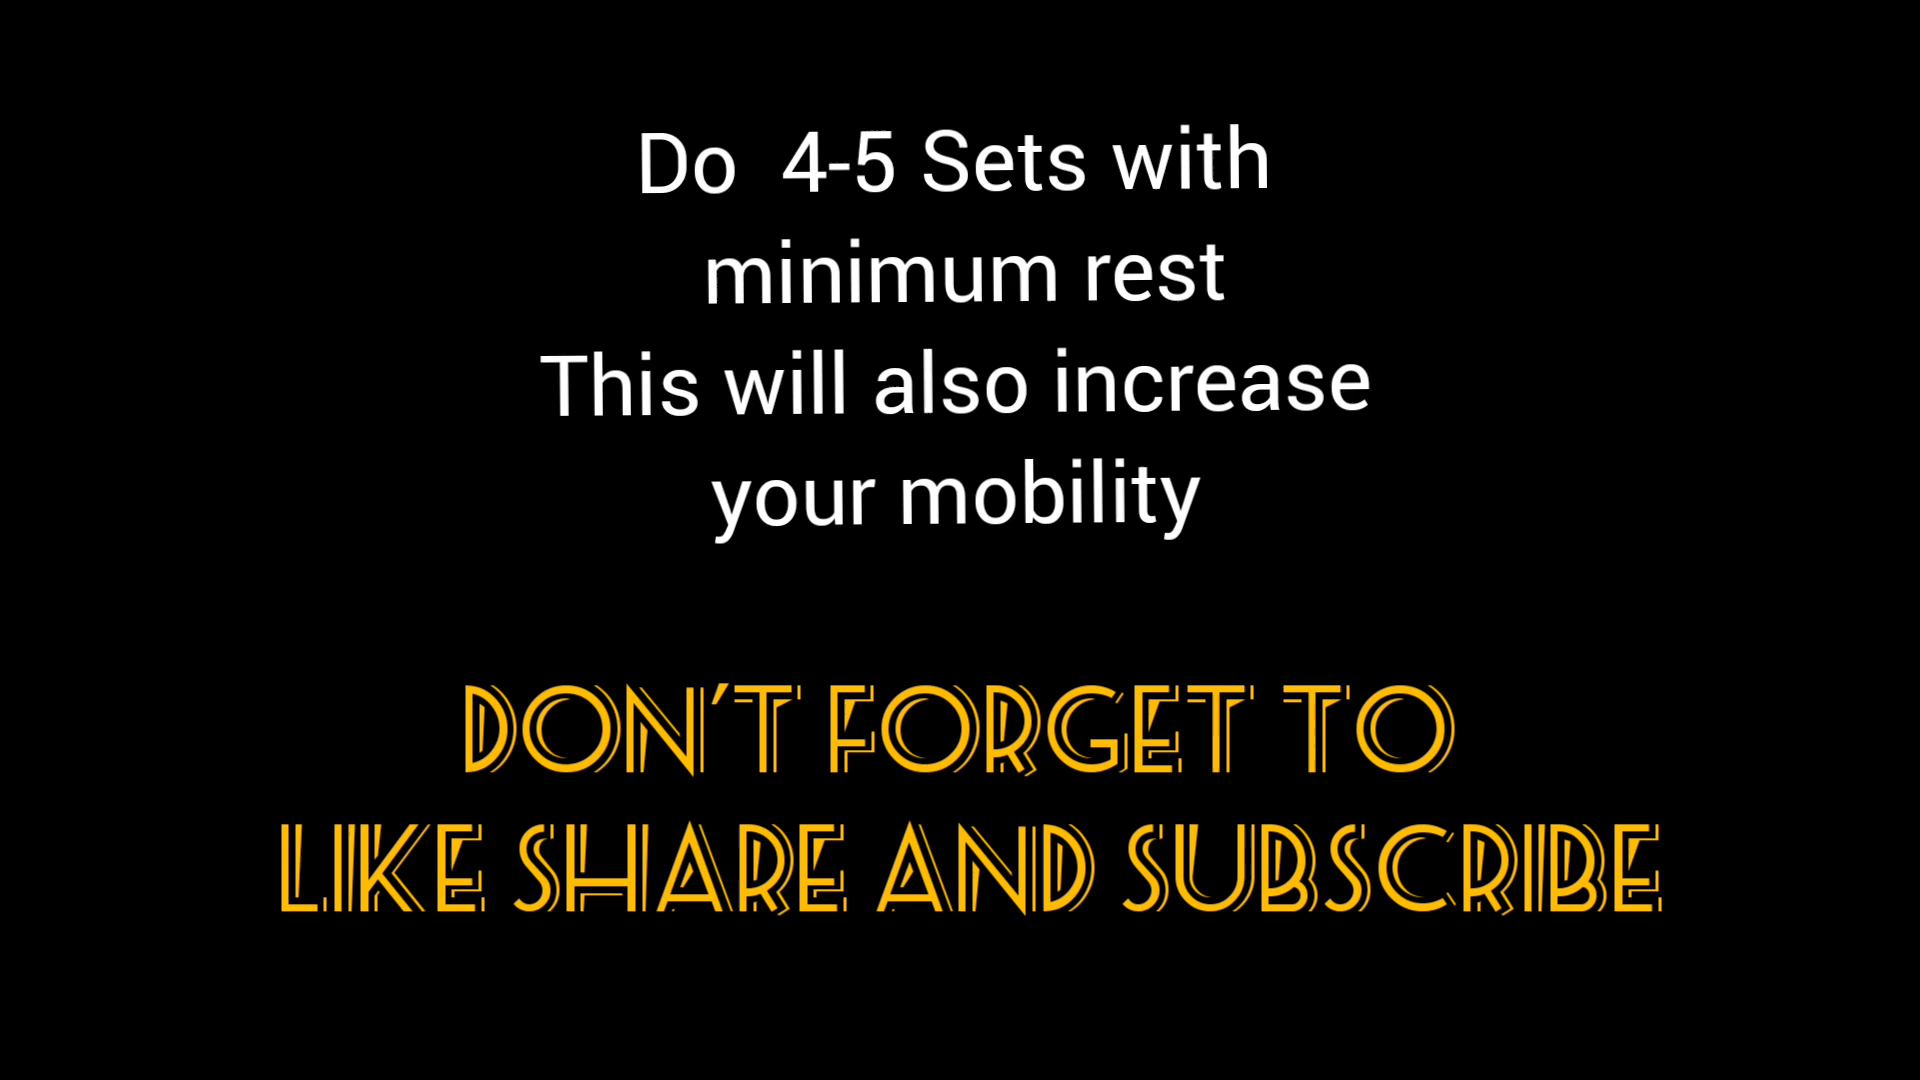 Do  4-5 Sets with
minimum rest
This will also increase
your mobility
DON'T FORGET TO
LIKE SHARE AND SUBSCRIBE